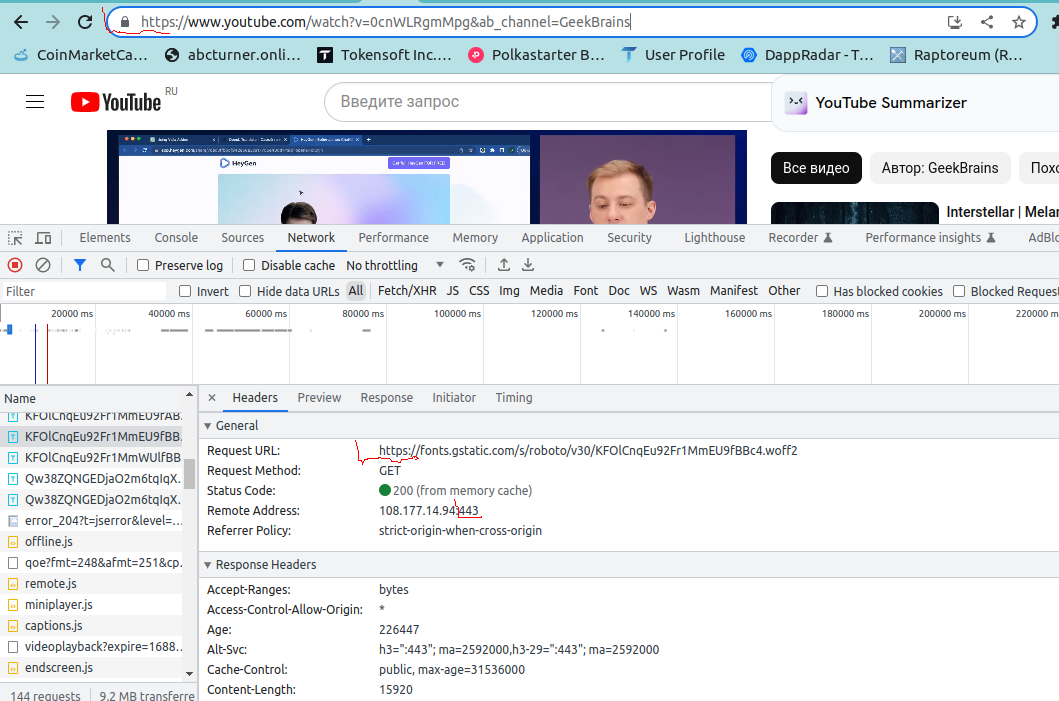 https://www.youtube.com/watch?v=0cnWLRgmMpg&ab_channel=GeekBrains
CoinMarketCa... abcturner.onli... Tokensoft Inc.... Polkastarter B... User Profile DappRadar - T... Raptoreum (R...
YouTube RU Введите запрос YouTube Summarizer
HeyGen
Все видео Автор: GeekBrains Похо
Interstellar | Melan
Elements Console Sources Network Performance Memory Application Security Lighthouse Recorder Performance insights AdBlo
Preserve log Disable cache No throttling
Filter Invert Hide data URLs All Fetch/XHR JS CSS Img Media Font Doc WS Wasm Manifest Other Has blocked cookies Blocked Request
20000 ms 40000 ms 60000 ms 80000 ms 100000 ms 120000 ms 140000 ms 160000 ms 180000 ms 200000 ms 220000 m
Name Headers Preview Response Initiator Timing
KFOlCnqEu92Fr1MmEU9fAB.
KFOlCnqEu92Fr1MmEU9fBB.
KFOlCnqEu92Fr1MmWUlfBB
Qw38ZQNGEDjaO2m6tqIqX.
Qw38ZQNGEDjaO2m6tqIqX.
error_204?t=jserror&level=...
offline.js
qoe?fmt=248&afmt=251&cp.
remote.js
miniplayer.js
captions.js
videoplayback?expire=1688...
endscreen.js
144 requests 9.2 MB transferre
General
Request URL: https://fonts.gstatic.com/s/roboto/v30/KFOlCnqEu92Fr1MmEU9fBBc4.woff2
Request Method: GET
Status Code: 200 (from memory cache)
Remote Address: 108.177.14.94:443
Referrer Policy: strict-origin-when-cross-origin
Response Headers
Accept-Ranges: bytes
Access-Control-Allow-Origin: *
Age: 226447
Alt-Svc: h3=":443"; ma=2592000,h3-29=":443"; ma=2592000
Cache-Control: public, max-age=31536000
Content-Length: 15920